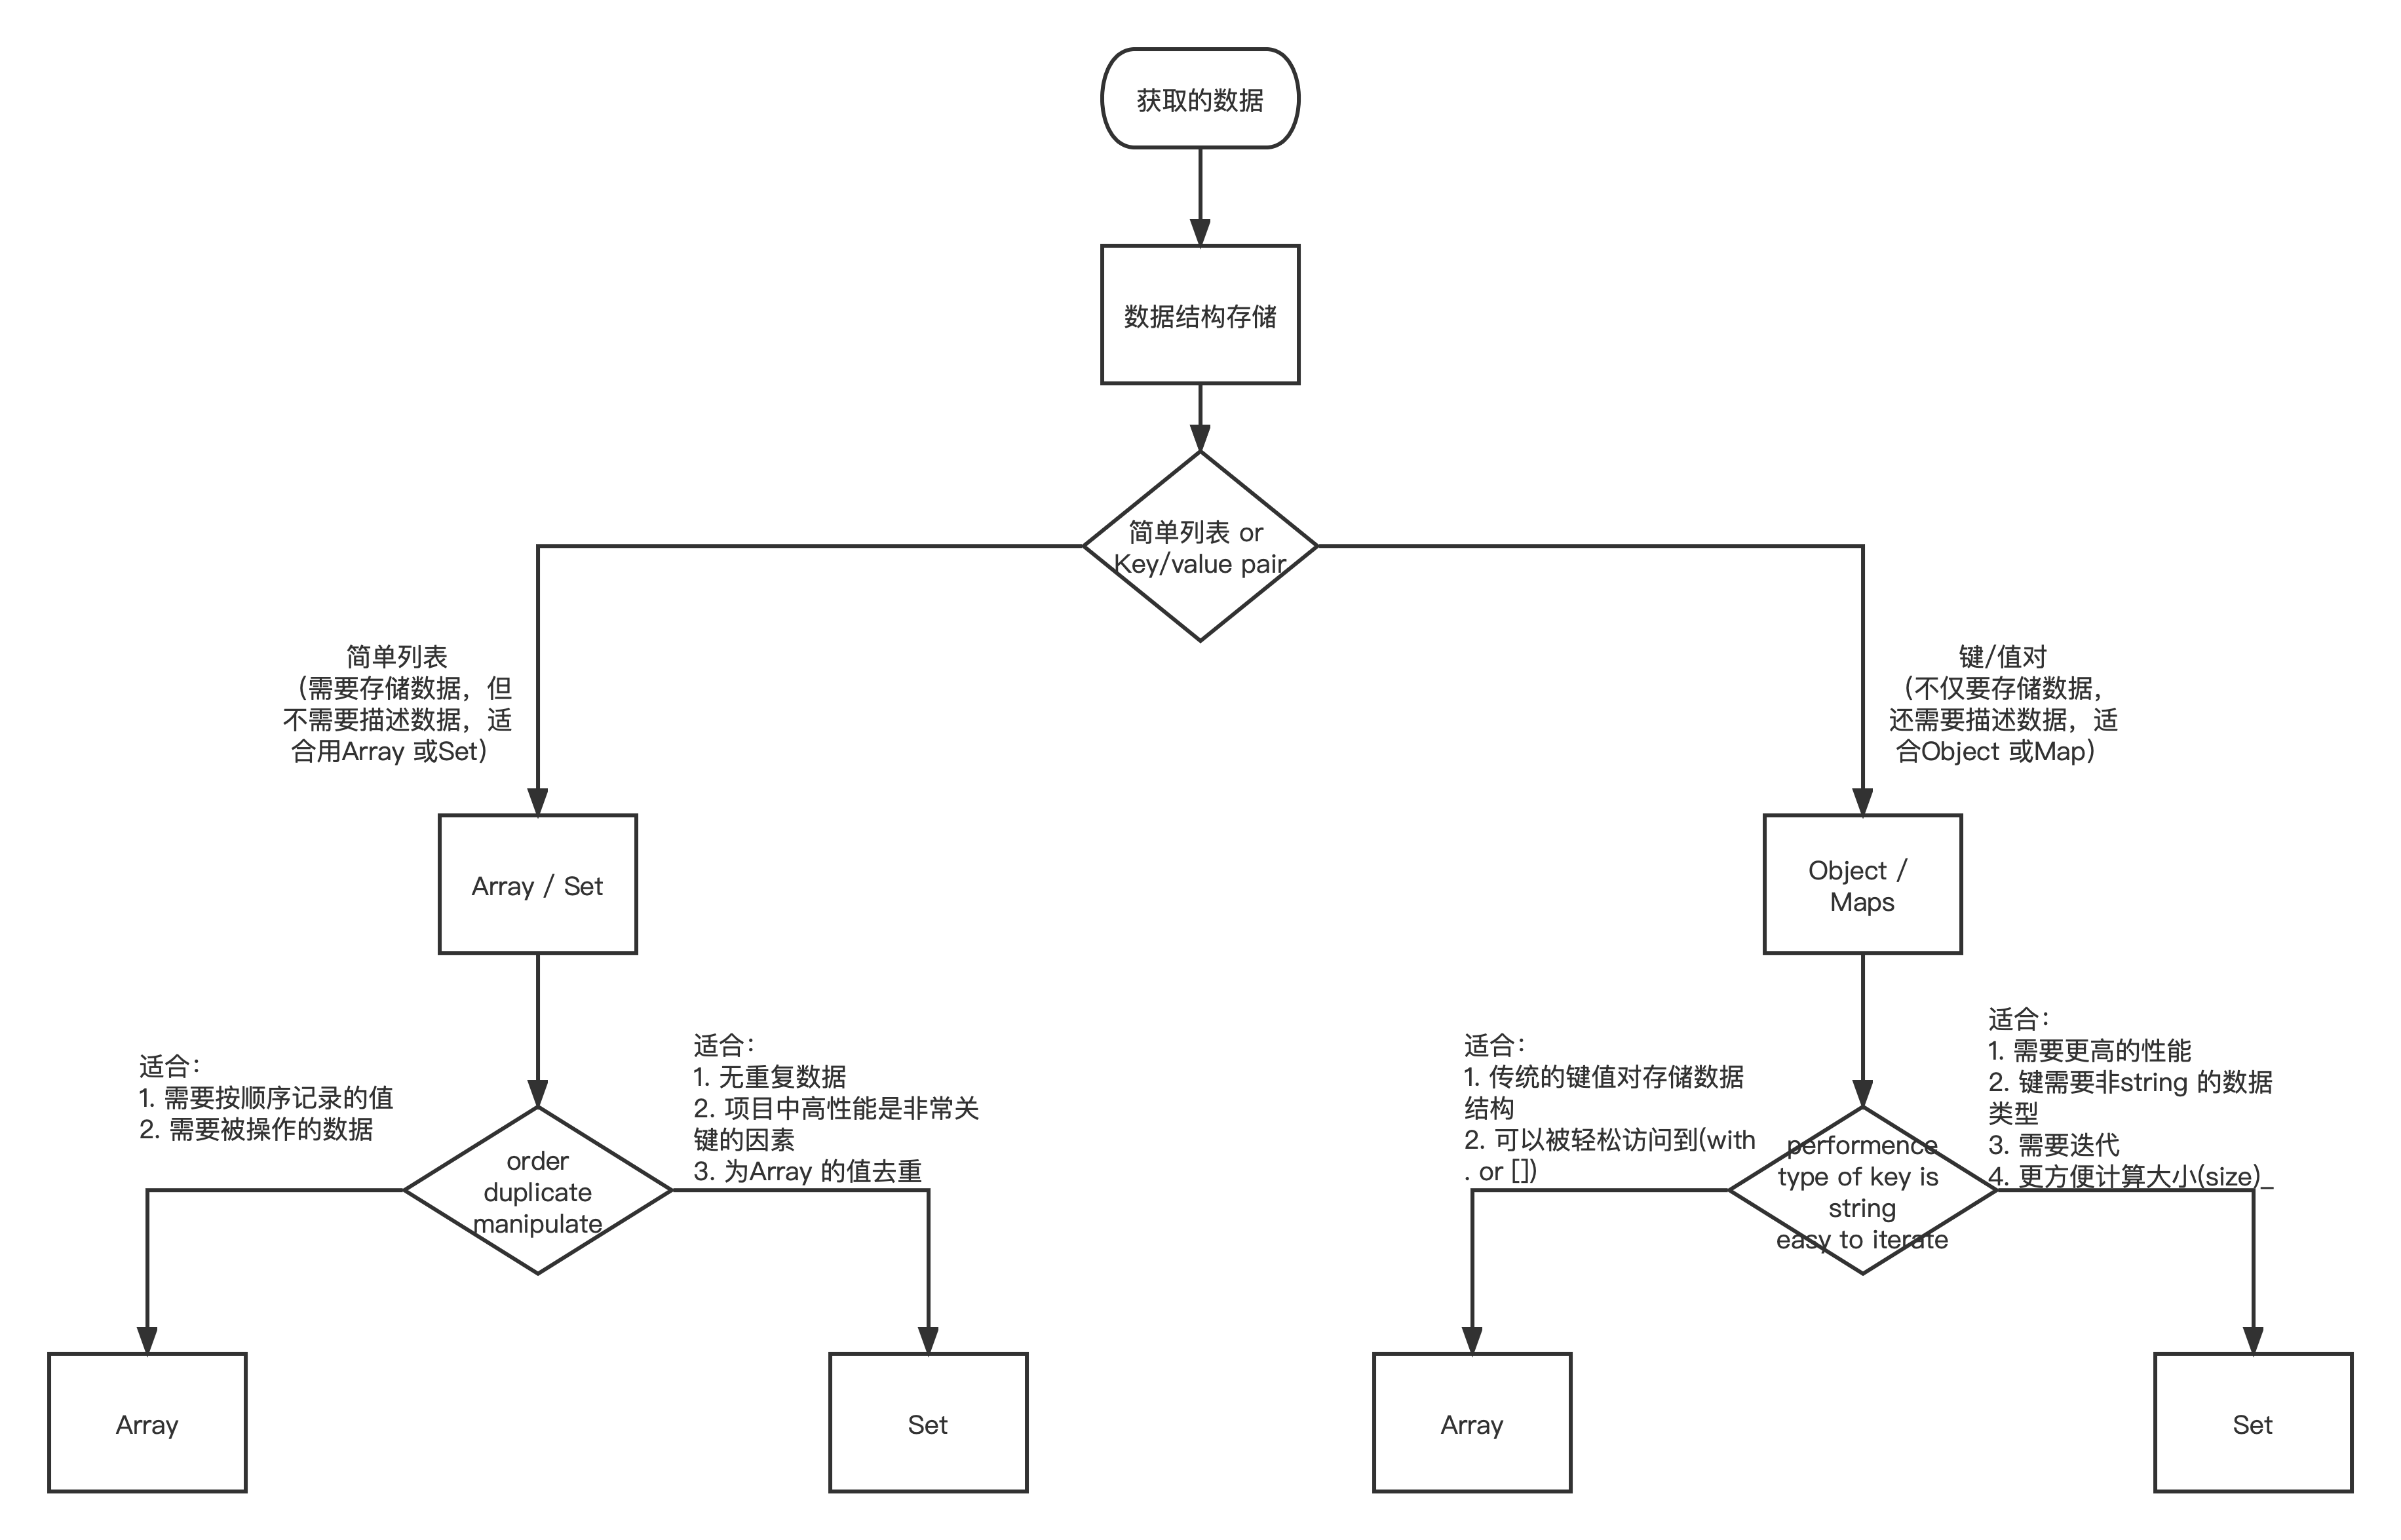 获取的数据
数据结构存储
简单列表 or
Key/value pair
简单列表
（需要存储数据，但
不需要描述数据，适
合用Array 或Set）
键/值对
（不仅要存储数据，
还需要描述数据，适
合Object 或Map）
Array / Set
Object /
Maps
适合：
1. 需要按顺序记录的值
2. 需要被操作的数据
order
duplicate
manipulate
适合：
1. 无重复数据
2. 项目中高性能是非常关
键的因素
3. 为Array 的值去重
适合：
1. 传统的键值对存储数据
结构
2. 可以被轻松访问到(with
. or [])
performence
type of key is
string
easy to iterate
适合：
1. 需要更高的性能
2. 键需要非string 的数据
类型
3. 需要迭代
4. 更方便计算大小(size)_
Array
Set
Array
Set